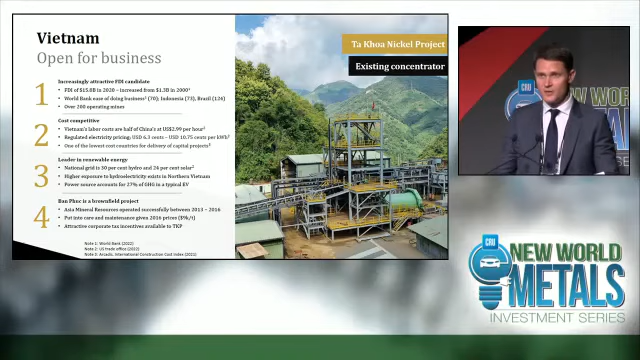 Vietnam
Open for business
1
Increasingly attractive FDI candidate
• FDI of $15.8B in 2020 – increased from $1.3B in 2000¹
• World Bank ease of doing business¹ (70); Indonesia (73), Brazil (124)
• Over 200 operating mines
2
Cost competitive
• Vietnam's labor costs are half of China's at US$2.99 per hour²
• Regulated electricity pricing: USD 6.3 cents – USD 10.75 cents per kWh²
• One of the lowest cost countries for delivery of capital projects³
3
Leader in renewable energy
• National grid is 30 per cent hydro and 24 per cent solar²
• Higher exposure to hydroelectricity exists in Northern Vietnam
• Power source accounts for 27% of GHG in a typical EV
4
Ban Phuc is a brownfield project
• Asia Mineral Resources operated successfully between 2013 – 2016
• Put into care and maintenance given 2016 prices ($9k/t)
• Attractive corporate tax incentives available to TKP
Note 1: World Bank (2022)
Note 2: US trade office (2022)
Note 3: Arcadis, International Construction Cost Index (2021)
Ta Khoa Nickel Project
Existing concentrator
CRU
NEW WORLD
CRU
NEW WORLD
METALS
INVESTMENT SERIES